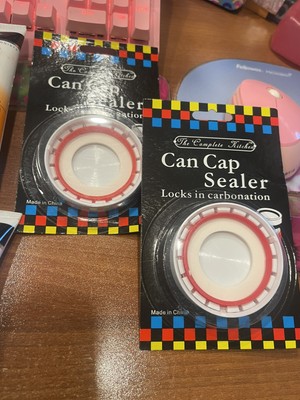 The Complete Kitchen
Can Cap
Sealer
Locks in carbonation
Made in China
The Complete Kitchen
Can Cap
Sealer
Locks in carbonation
Made in China
Fellowes